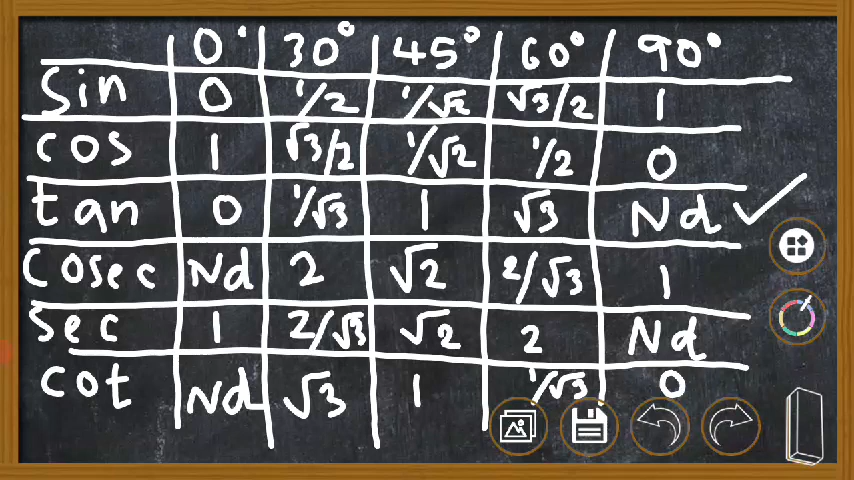 0° 30° 45° 60° 90°
Sin 0 1/2 1/√2 √3/2 1
cos 1 √3/2 1/√2 1/2 0
tan 0 1/√3 1 √3 Nd
Cosec Nd 2 √2 2/√3 1
Sec 1 2/√3 √2 2 Nd
cot Nd √3 1 1/√3 0